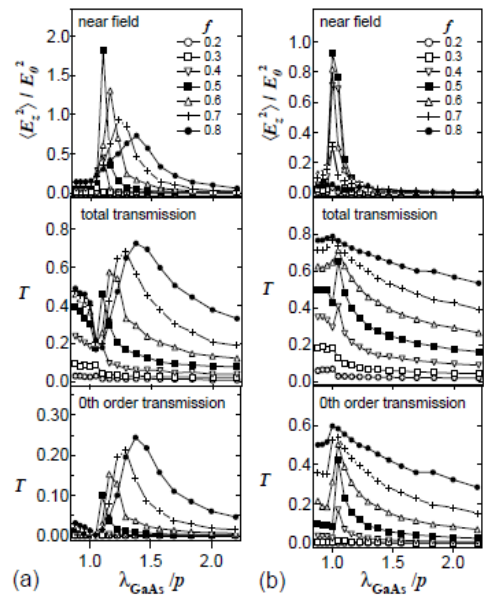 near field
f
0.2
0.3
0.4
0.5
0.6
0.7
0.8
⟨E_z^2⟩ / E_0^2
2.0
1.5
1.0
0.5
0.0
total transmission
T
0.8
0.6
0.4
0.2
0.0
0th order transmission
T
0.30
0.20
0.10
0.00
1.0 1.5 2.0
(a) λ_GaAs /p
near field
f
0.2
0.3
0.4
0.5
0.6
0.7
0.8
⟨E_z^2⟩ / E_0^2
1.0
0.8
0.6
0.4
0.2
0.0
total transmission
T
0.8
0.6
0.4
0.2
0.0
0th order transmission
T
0.6
0.4
0.2
0.0
1.0 1.5 2.0
(b) λ_GaAs /p